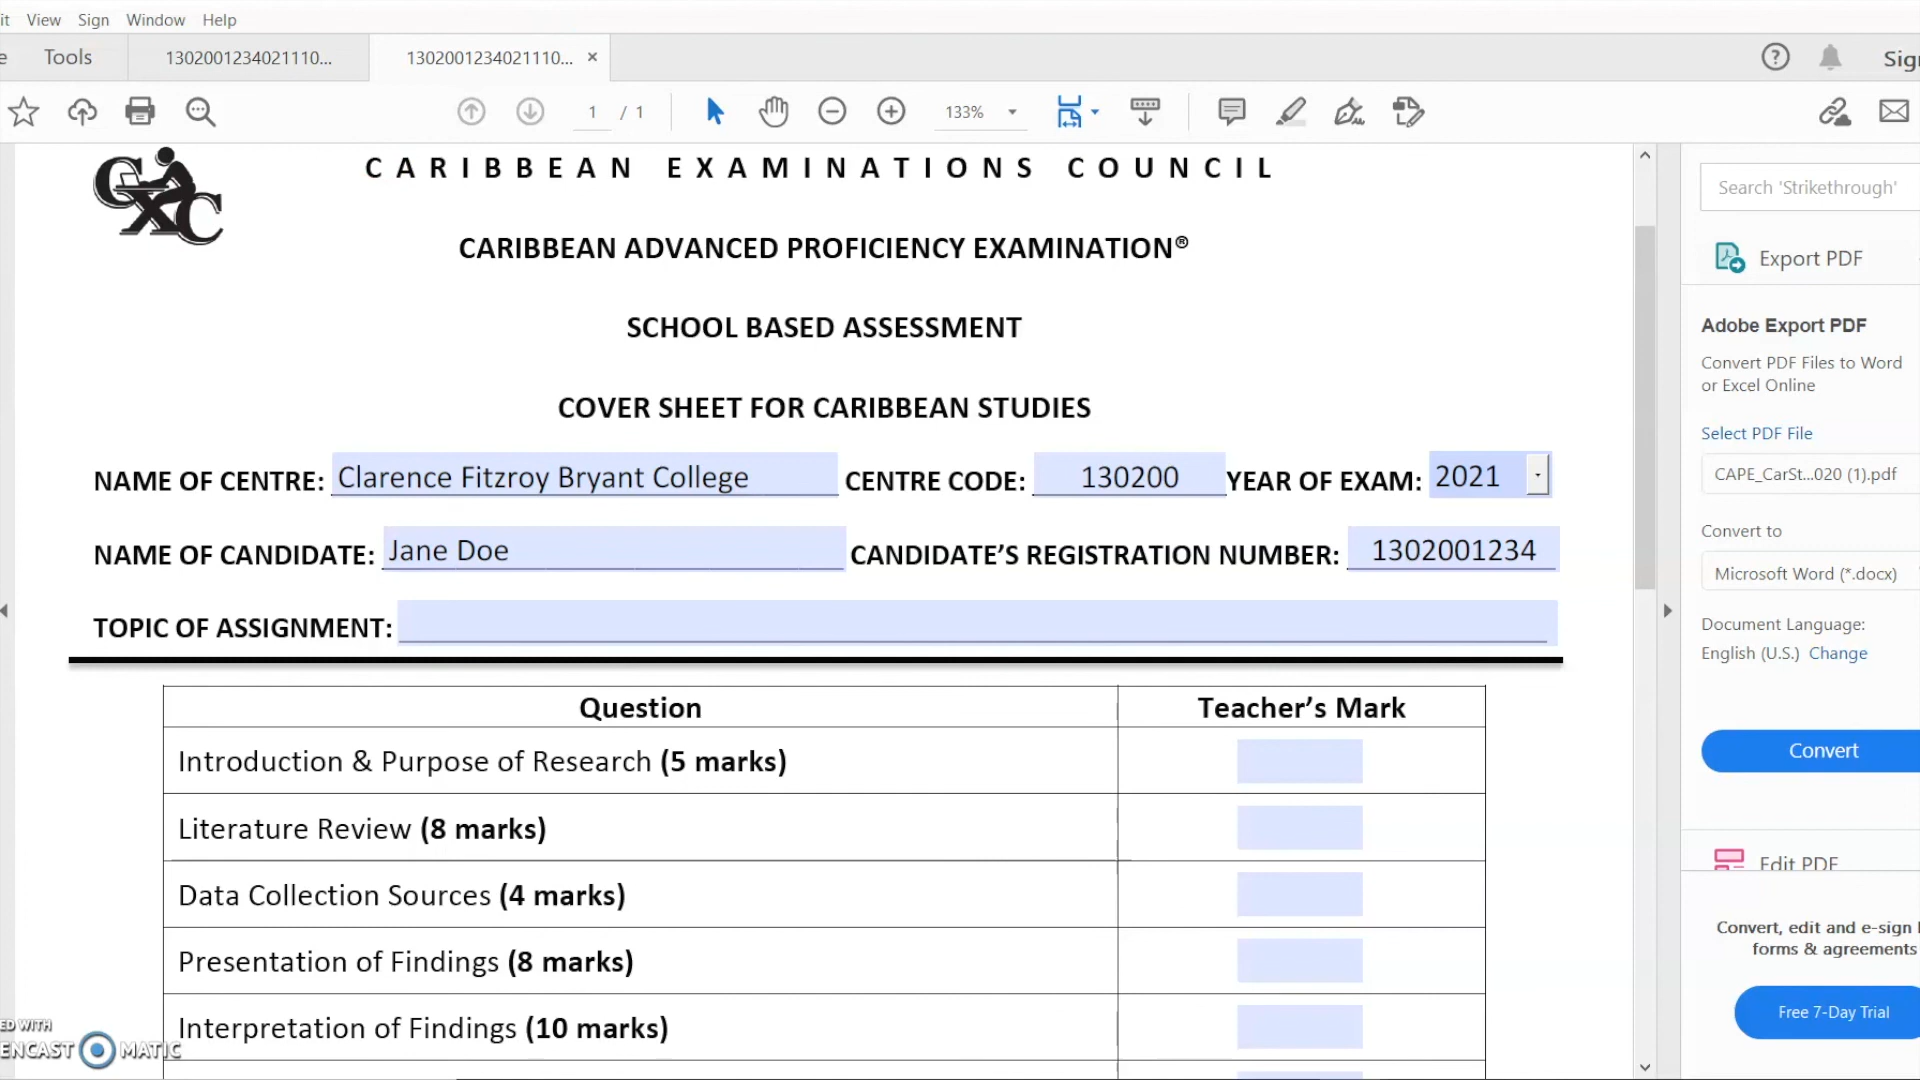 it View Sign Window Help
e Tools 1302001234021110... 1302001234021110... × ? Sig
1 / 1 133%
CXC
CARIBBEAN EXAMINATIONS COUNCIL
CARIBBEAN ADVANCED PROFICIENCY EXAMINATION®
SCHOOL BASED ASSESSMENT
COVER SHEET FOR CARIBBEAN STUDIES
NAME OF CENTRE: Clarence Fitzroy Bryant College CENTRE CODE: 130200 YEAR OF EXAM: 2021
NAME OF CANDIDATE: Jane Doe CANDIDATE’S REGISTRATION NUMBER: 1302001234
TOPIC OF ASSIGNMENT:
Question Teacher’s Mark
Introduction & Purpose of Research (5 marks)
Literature Review (8 marks)
Data Collection Sources (4 marks)
Presentation of Findings (8 marks)
Interpretation of Findings (10 marks)
Search 'Strikethrough'
Export PDF
Adobe Export PDF
Convert PDF Files to Word
or Excel Online
Select PDF File
CAPE_CarSt...020 (1).pdf
Convert to
Microsoft Word (*.docx)
Document Language:
English (U.S.) Change
Convert
Edit PDF
Convert, edit and e-sign
forms & agreements
Free 7-Day Trial
ED WITH
ENCAST MATIC